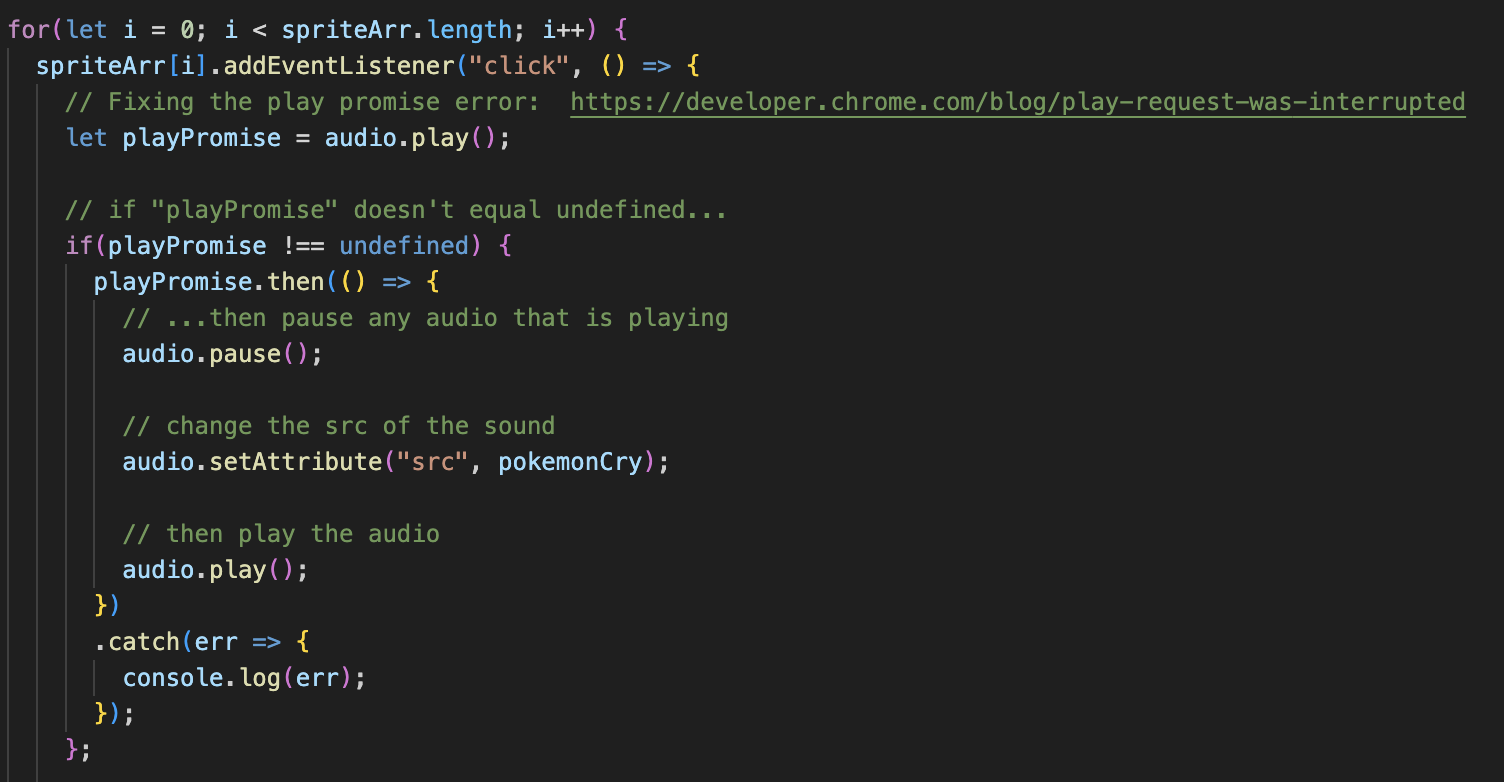 for(let i = 0; i < spriteArr.length; i++) {
spriteArr[i].addEventListener("click", () => {
// Fixing the play promise error:  https://developer.chrome.com/blog/play-request-was-interrupted
let playPromise = audio.play();
// if "playPromise" doesn't equal undefined...
if(playPromise !== undefined) {
playPromise.then(() => {
// ...then pause any audio that is playing
audio.pause();
// change the src of the sound
audio.setAttribute("src", pokemonCry);
// then play the audio
audio.play();
})
.catch(err => {
console.log(err);
});
};